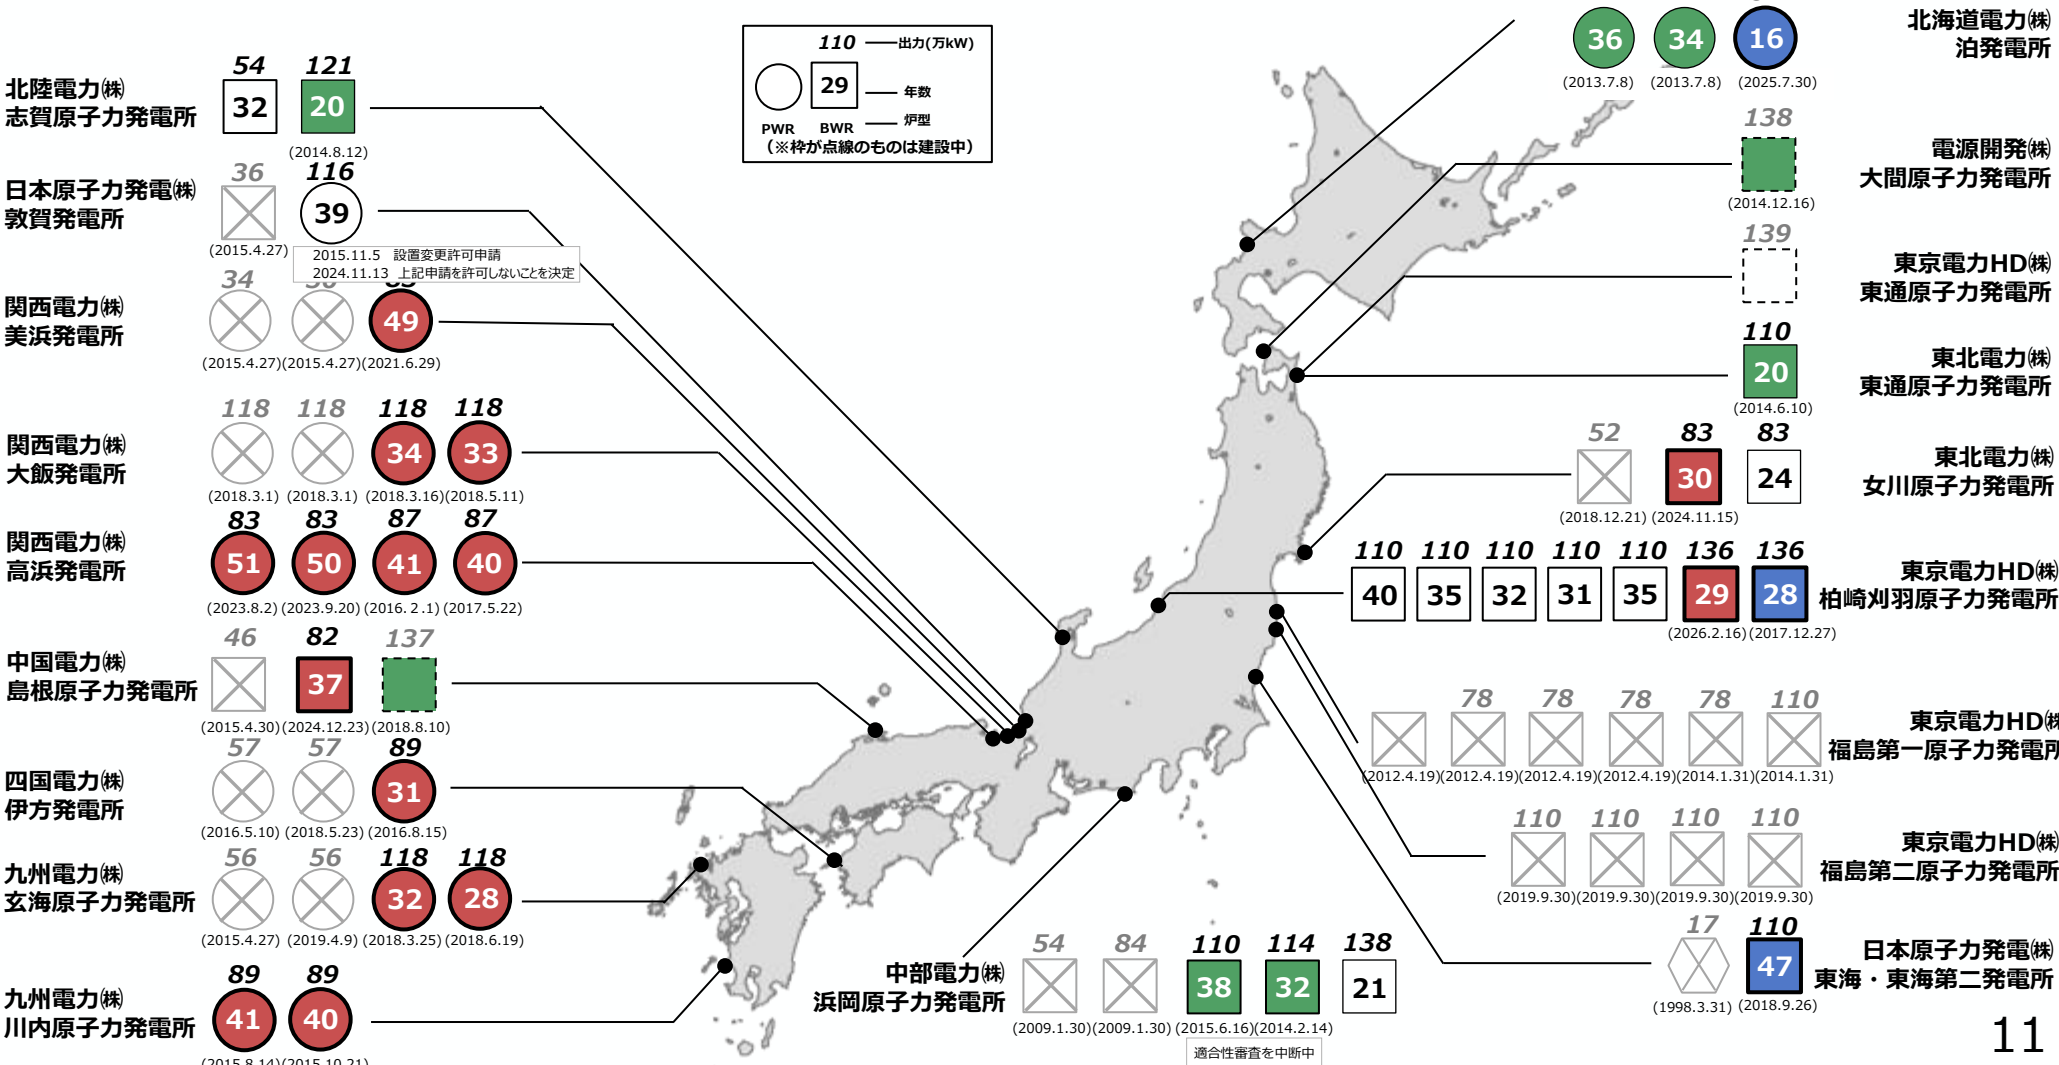 北陸電力㈱
志賀原子力発電所
54 121
32 20
(2014.8.12)
日本原子力発電㈱
敦賀発電所
36 116
39
(2015.4.27)
2015.11.5 設置変更許可申請
2024.11.13 上記申請を許可しないことを決定
関西電力㈱
美浜発電所
34
49
(2015.4.27)(2015.4.27)(2021.6.29)
関西電力㈱
大飯発電所
118 118 118 118
34 33
(2018.3.1) (2018.3.1) (2018.3.16)(2018.5.11)
関西電力㈱
高浜発電所
83 83 87 87
51 50 41 40
(2023.8.2) (2023.9.20) (2016.2.1) (2017.5.22)
中国電力㈱
島根原子力発電所
46 82 137
37
(2015.4.30)(2024.12.23)(2018.8.10)
四国電力㈱
伊方発電所
57 57 89
31
(2016.5.10) (2018.5.23) (2016.8.15)
九州電力㈱
玄海原子力発電所
56 56 118 118
32 28
(2015.4.27) (2019.4.9) (2018.3.25) (2018.6.19)
九州電力㈱
川内原子力発電所
89 89
41 40
(2015.8.14)(2015.10.21)
110 出力(万kW)
29 年数
PWR BWR 炉型
(※枠が点線のものは建設中)
北海道電力㈱
泊発電所
36 34 16
(2013.7.8) (2013.7.8) (2025.7.30)
電源開発㈱
大間原子力発電所
138
(2014.12.16)
東京電力HD㈱
東通原子力発電所
139
東北電力㈱
東通原子力発電所
110
20
(2014.6.10)
東北電力㈱
女川原子力発電所
52 83 83
30 24
(2018.12.21) (2024.11.15)
東京電力HD㈱
柏崎刈羽原子力発電所
110 110 110 110 110 136 136
40 35 32 31 35 29 28
(2026.2.16) (2017.12.27)
東京電力HD㈱
福島第一原子力発電所
78 78 78 78 110
(2012.4.19)(2012.4.19)(2012.4.19)(2012.4.19)(2014.1.31)(2014.1.31)
東京電力HD㈱
福島第二原子力発電所
110 110 110 110
(2019.9.30)(2019.9.30)(2019.9.30)(2019.9.30)
日本原子力発電㈱
東海・東海第二発電所
17 110
47
(1998.3.31) (2018.9.26)
中部電力㈱
浜岡原子力発電所
54 84 110 114 138
38 32 21
(2009.1.30)(2009.1.30) (2015.6.16)(2014.2.14)
適合性審査を中断中
11